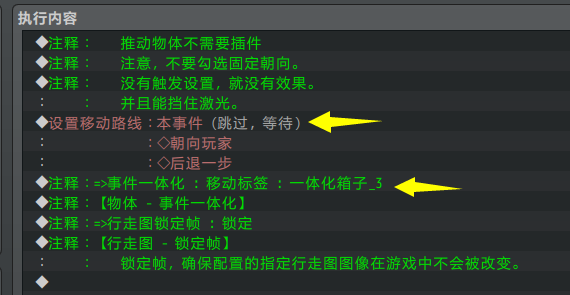 执行内容
◆注释：　推动物体不需要插件
◆注释：　注意，不要勾选固定朝向。
◆注释：　没有触发设置，就没有效果。
：　　：　并且能挡住激光。
◆设置移动路线：本事件（跳过，等待）
：　　　　　　：◇朝向玩家
：　　　　　　：◇后退一步
◆注释：=>事件一体化 : 移动标签 : 一体化箱子_3
◆注释：【物体 - 事件一体化】
◆注释：=>行走图锁定帧 : 锁定
◆注释：【行走图 - 锁定帧】
：　　：　锁定帧，确保配置的指定行走图图像在游戏中不会被改变。
◆